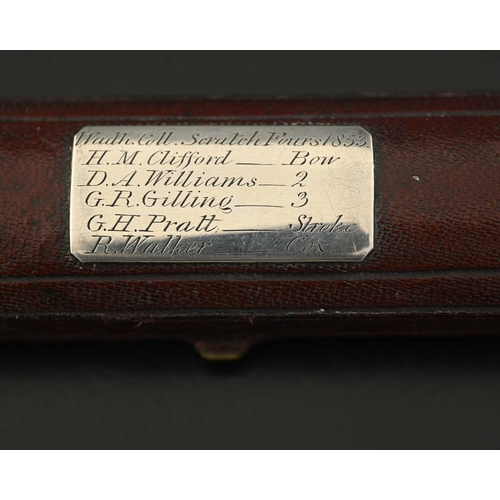 Wadh. Coll. Scratch Fours 1853.
H. M. Clifford — Bow
D. A. Williams — 2
G. R. Gilling — 3
G. H. Pratt. — Stroke
R. Walker — Cox